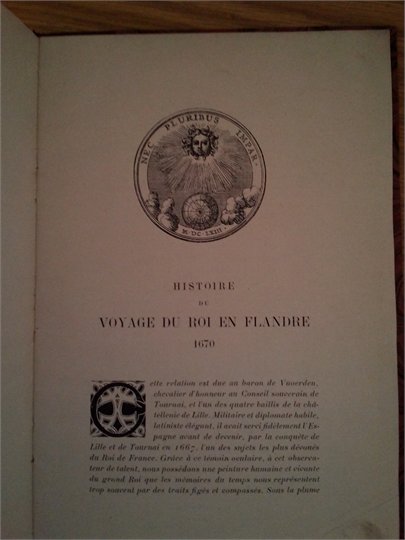 NEC PLURIBUS IMPAR.
M·DC·LXIII·
HISTOIRE
DU
VOYAGE DU ROI EN FLANDRE
1670
Cette relation est due au baron de Vuoerden,
chevalier d'honneur au Conseil souverain de
Tournai, et l'un des quatre baillis de la châ-
tellenie de Lille. Militaire et diplomate habile,
latiniste élégant, il avait servi fidèlement l'Es-
pagne avant de devenir, par la conquête de
Lille et de Tournai en 1667, l'un des sujets les plus dévoués
du Roi de France. Grâce à ce témoin oculaire, à cet observa-
teur de talent, nous possédons une peinture humaine et vivante
du grand Roi que les mémoires du temps nous représentent
trop souvent par des traits figés et compassés. Sous la plume